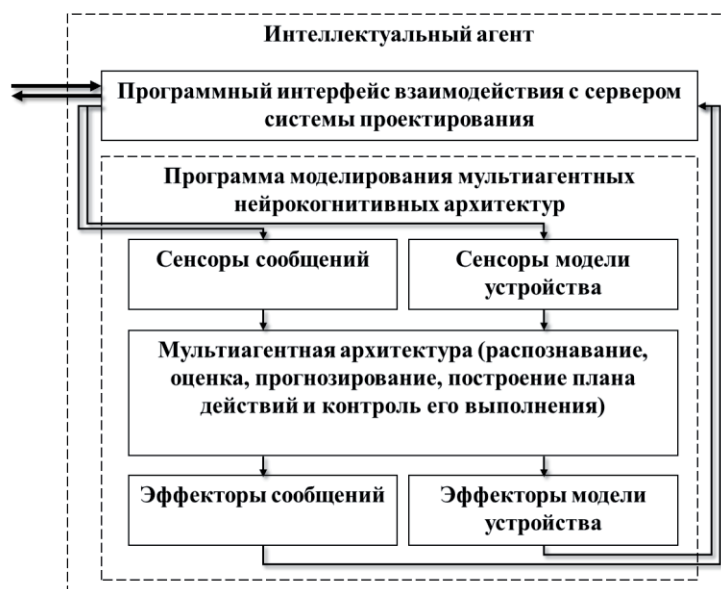 Интеллектуальный агент
Программный интерфейс взаимодействия с сервером
системы проектирования
Программа моделирования мультиагентных
нейрокогнитивных архитектур
Сенсоры сообщений
Сенсоры модели
устройства
Мультиагентная архитектура (распознавание,
оценка, прогнозирование, построение плана
действий и контроль его выполнения)
Эффекторы сообщений
Эффекторы модели
устройства